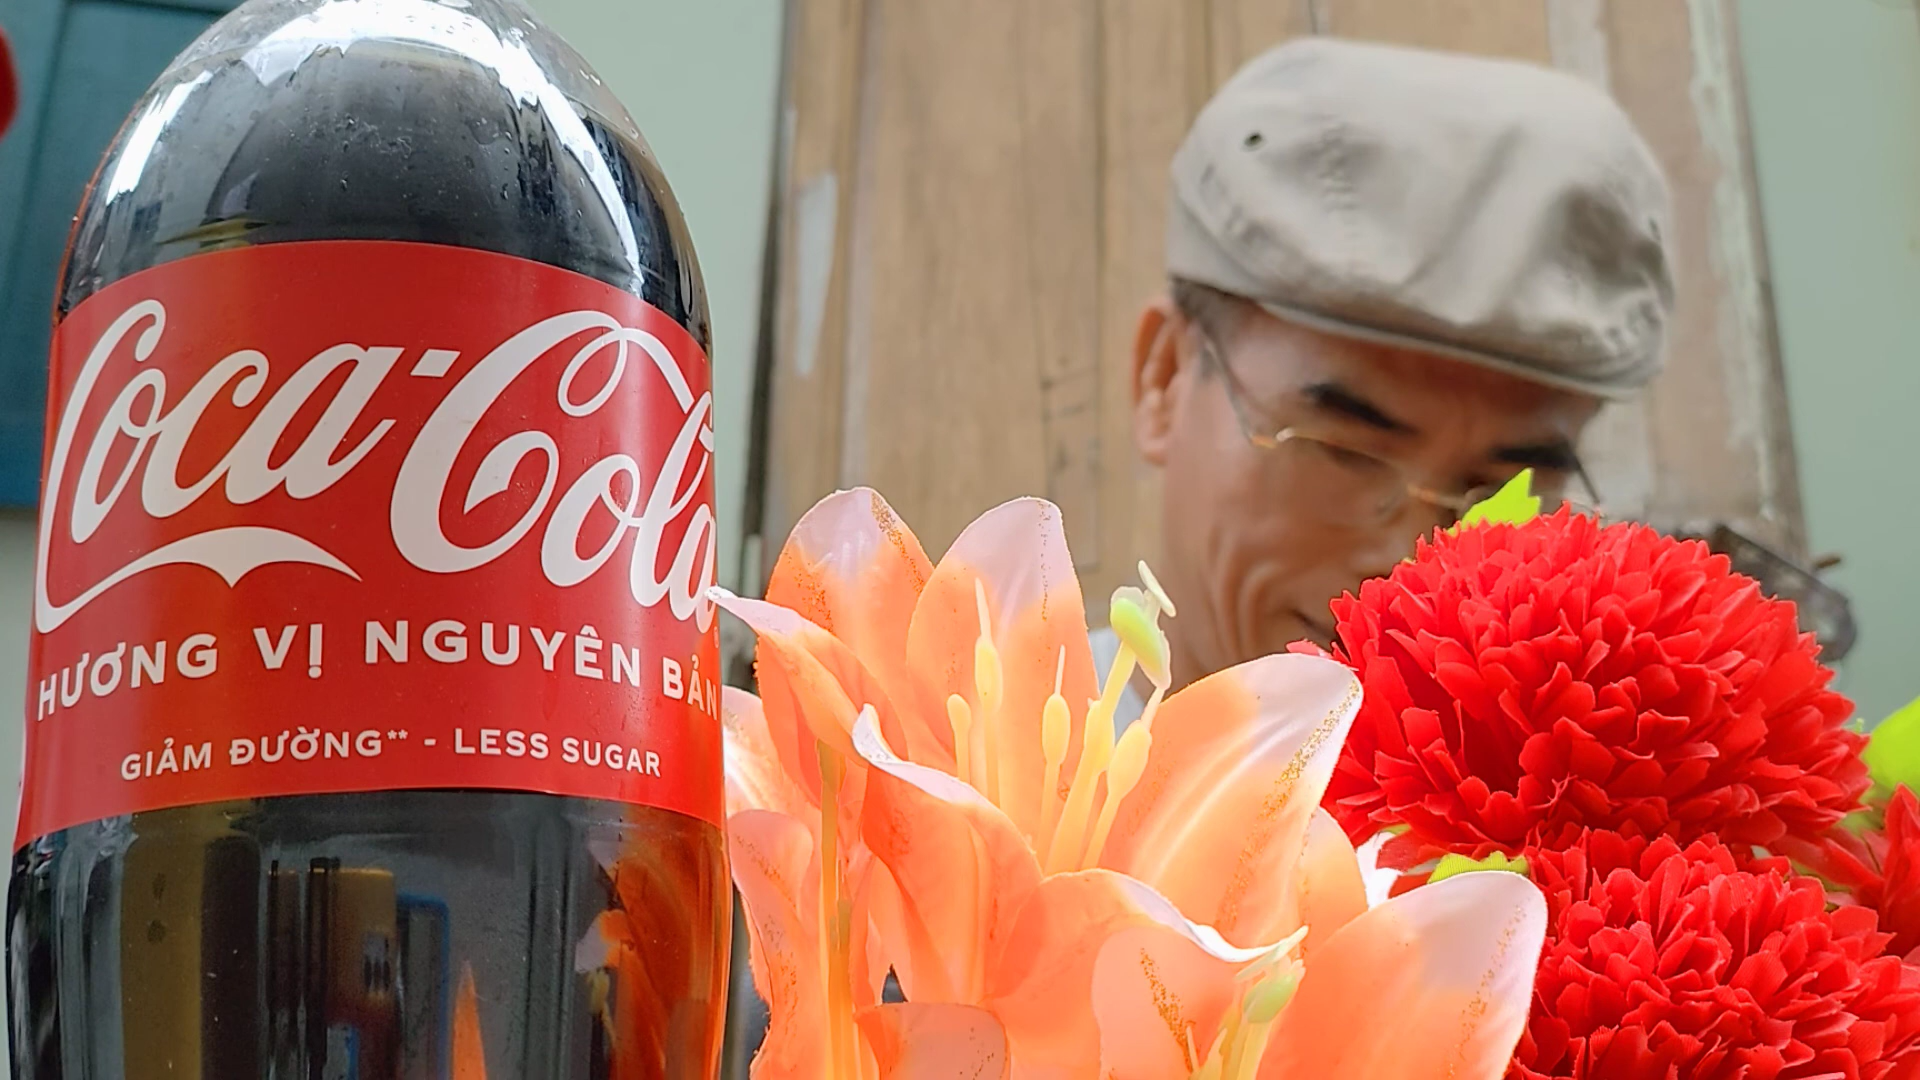 Coca-Cola
HƯƠNG VỊ NGUYÊN BẢN
GIẢM ĐƯỜNG** - LESS SUGAR